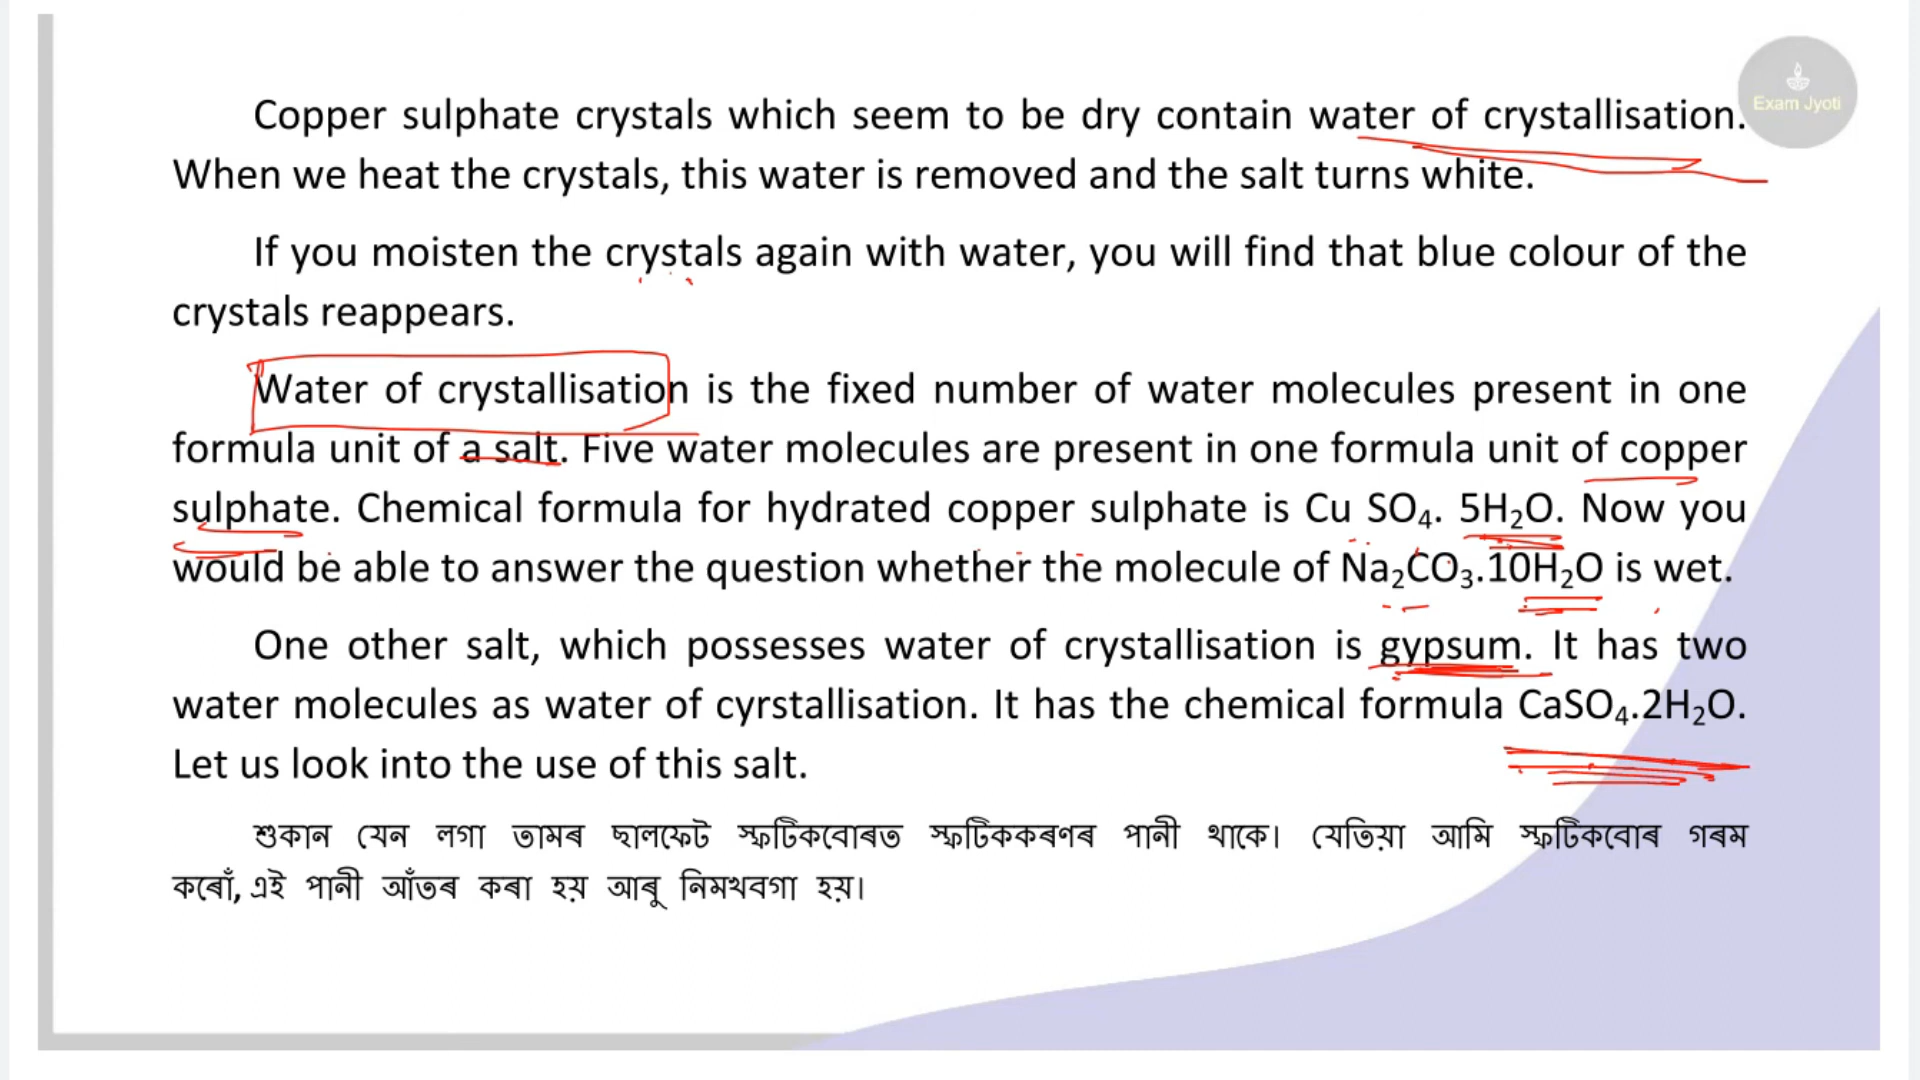 Exam Jyoti
Copper sulphate crystals which seem to be dry contain water of crystallisation.
When we heat the crystals, this water is removed and the salt turns white.
If you moisten the crystals again with water, you will find that blue colour of the
crystals reappears.
Water of crystallisation is the fixed number of water molecules present in one
formula unit of a salt. Five water molecules are present in one formula unit of copper
sulphate. Chemical formula for hydrated copper sulphate is Cu SO₄. 5H₂O. Now you
would be able to answer the question whether the molecule of Na₂CO₃.10H₂O is wet.
One other salt, which possesses water of crystallisation is gypsum. It has two
water molecules as water of cyrstallisation. It has the chemical formula CaSO₄.2H₂O.
Let us look into the use of this salt.
শুকান যেন লগা তামৰ ছালফেট স্ফটিকবোৰত স্ফটিককৰণৰ পানী থাকে। যেতিয়া আমি স্ফটিকবোৰ গৰম
কৰোঁ, এই পানী আঁতৰ কৰা হয় আৰু নিমখবগা হয়।